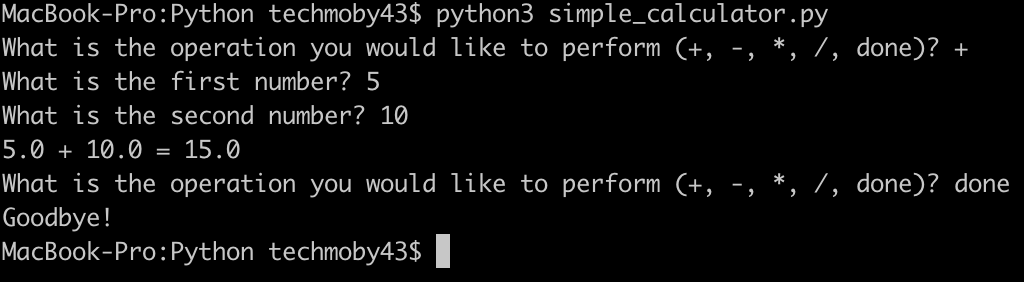 MacBook-Pro:Python techmoby43$ python3 simple_calculator.py
What is the operation you would like to perform (+, -, *, /, done)? +
What is the first number? 5
What is the second number? 10
5.0 + 10.0 = 15.0
What is the operation you would like to perform (+, -, *, /, done)? done
Goodbye!
MacBook-Pro:Python techmoby43$